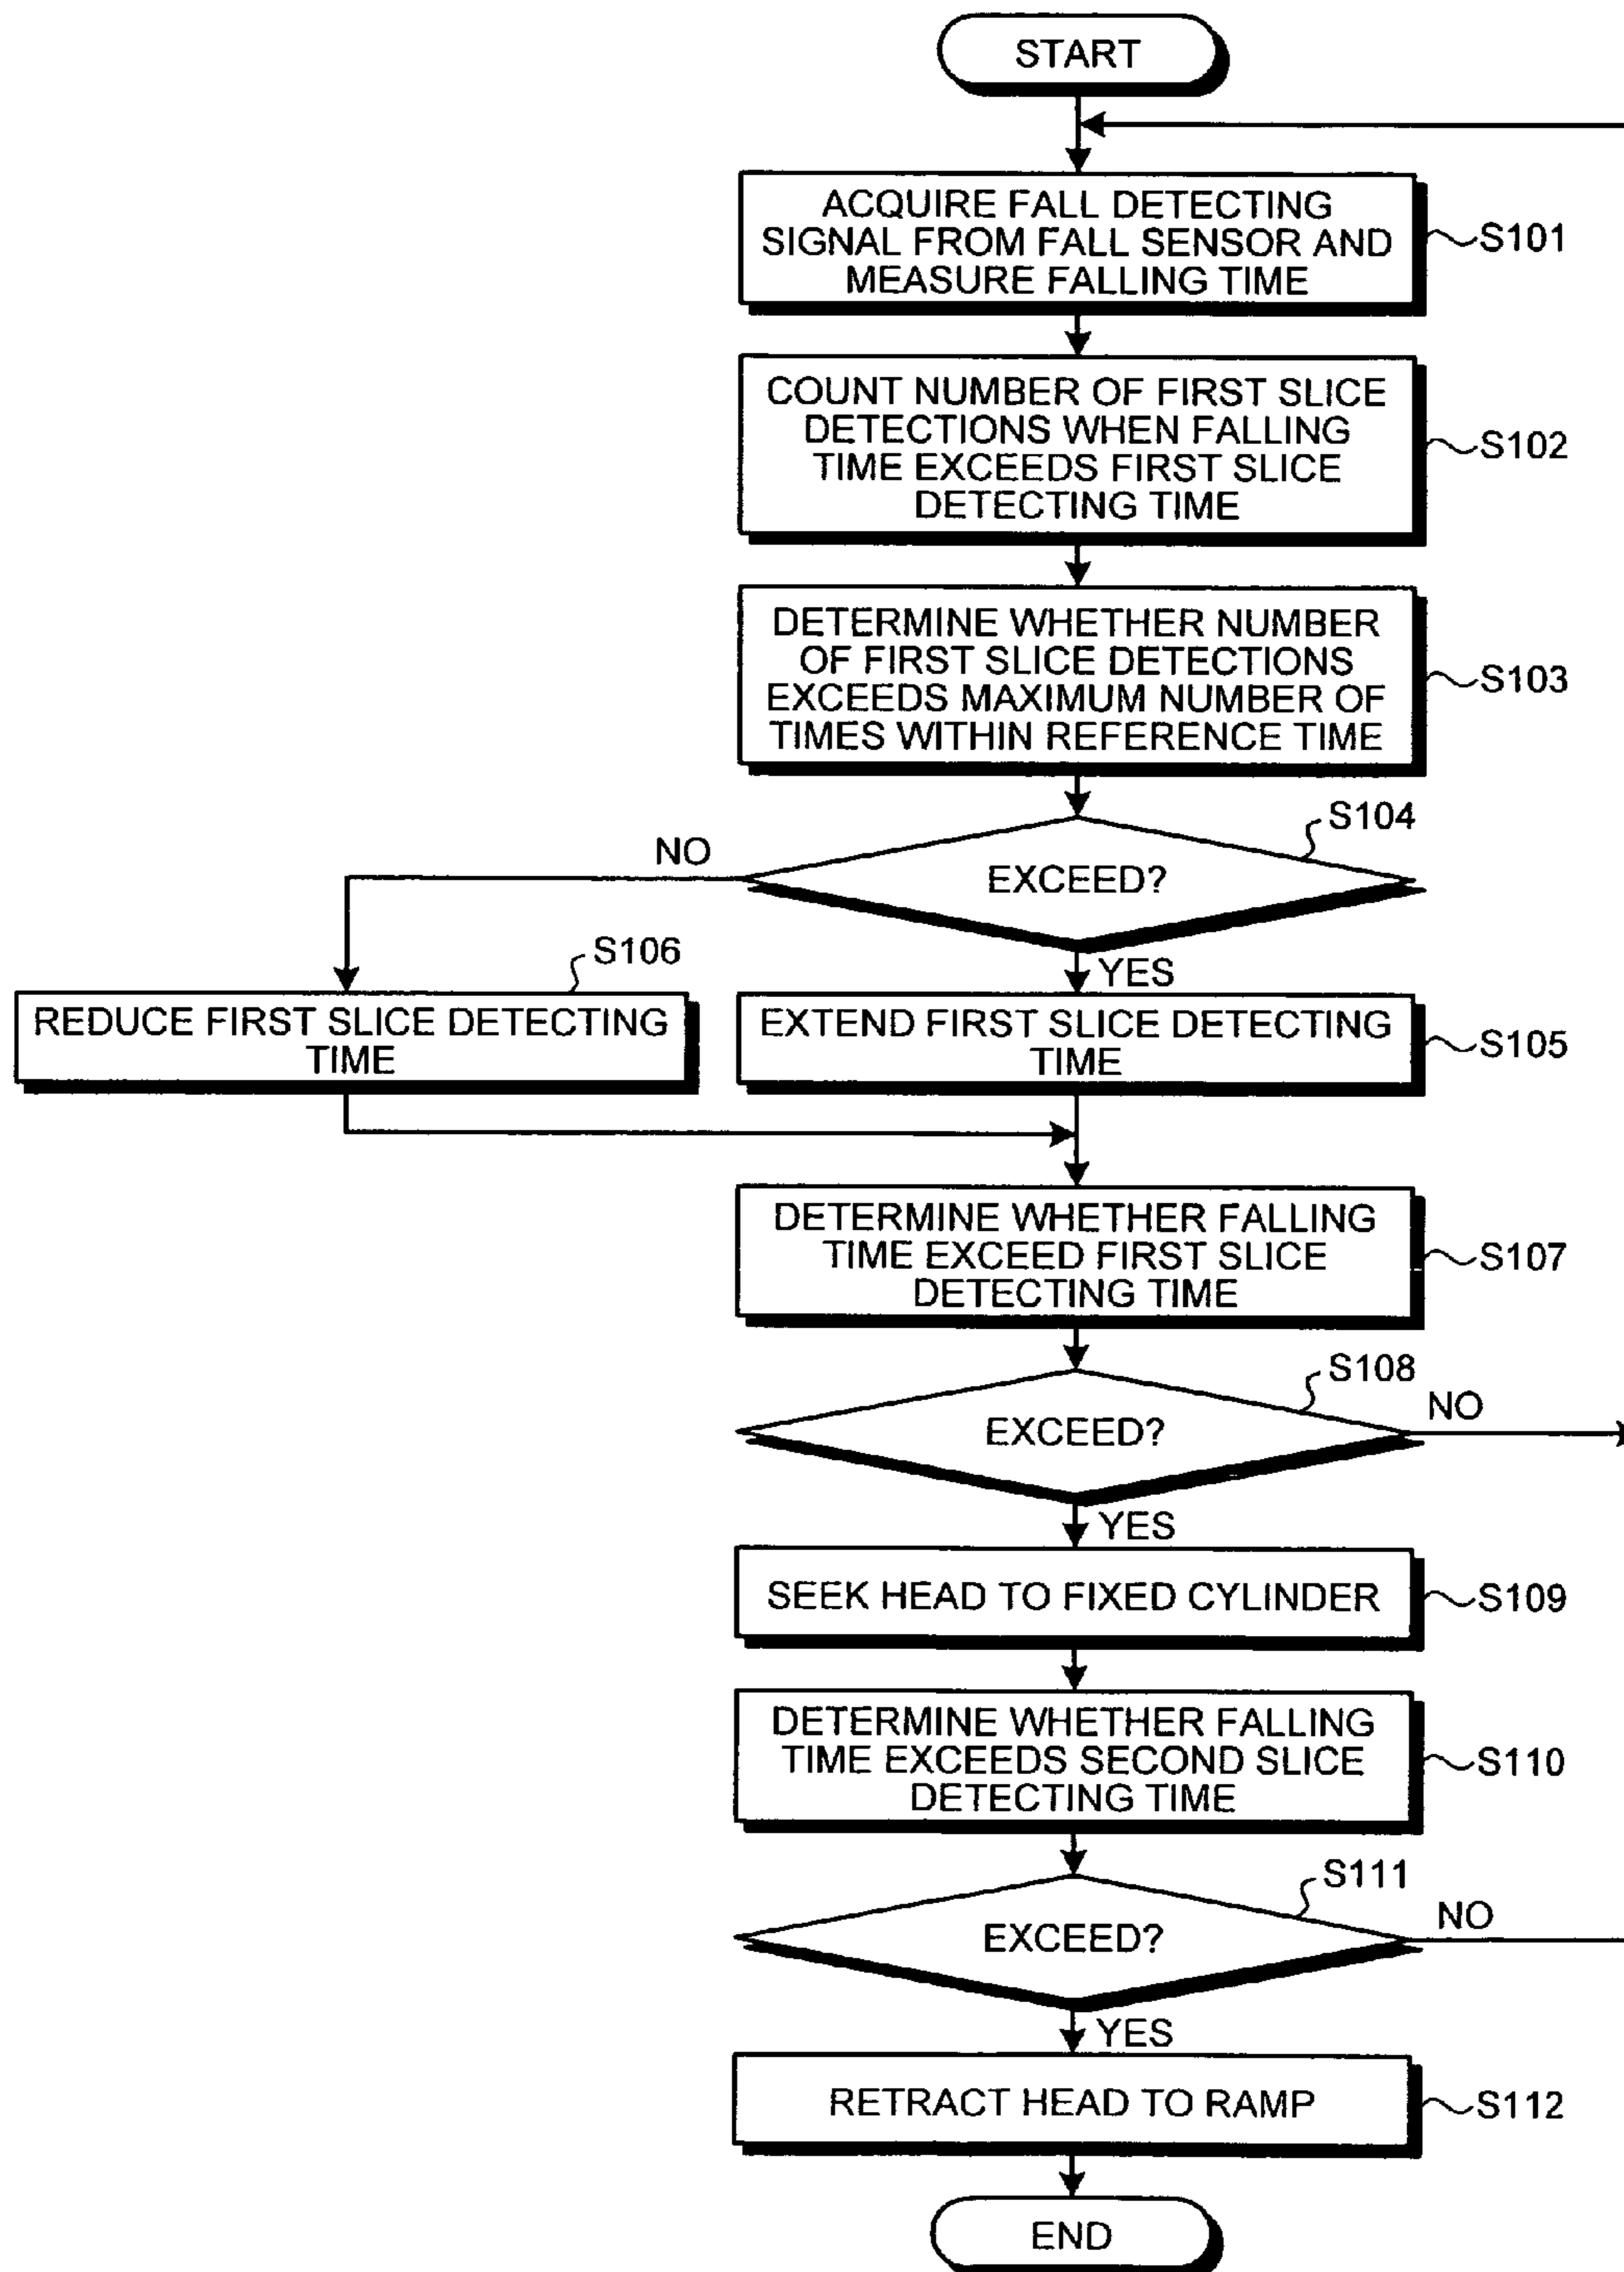 START
ACQUIRE FALL DETECTING
SIGNAL FROM FALL SENSOR AND
MEASURE FALLING TIME
S101
COUNT NUMBER OF FIRST SLICE
DETECTIONS WHEN FALLING
TIME EXCEEDS FIRST SLICE
DETECTING TIME
S102
DETERMINE WHETHER NUMBER
OF FIRST SLICE DETECTIONS
EXCEEDS MAXIMUM NUMBER OF
TIMES WITHIN REFERENCE TIME
S103
S104
NO
EXCEED?
YES
S106
REDUCE FIRST SLICE DETECTING
TIME
EXTEND FIRST SLICE DETECTING
TIME
S105
DETERMINE WHETHER FALLING
TIME EXCEED FIRST SLICE
DETECTING TIME
S107
S108
NO
EXCEED?
YES
SEEK HEAD TO FIXED CYLINDER
S109
DETERMINE WHETHER FALLING
TIME EXCEEDS SECOND SLICE
DETECTING TIME
S110
S111
NO
EXCEED?
YES
RETRACT HEAD TO RAMP
S112
END